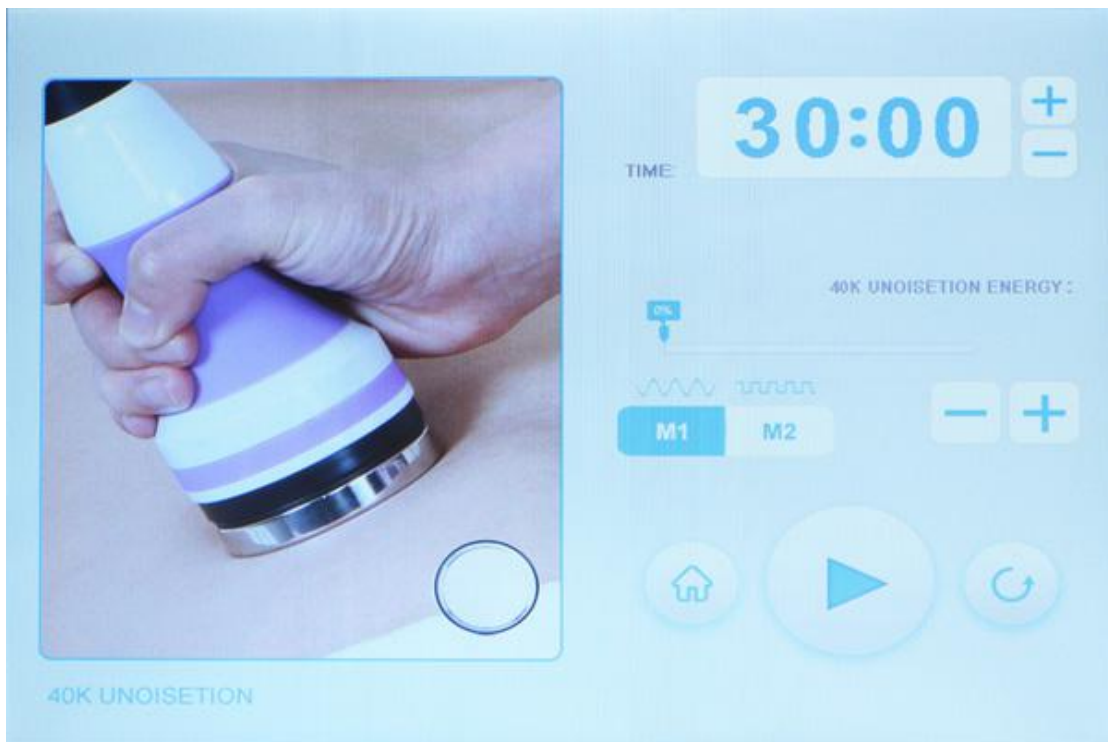 30:00
TIME:
40K UNOISETION ENERGY :
0%
M1 M2
40K UNOISETION